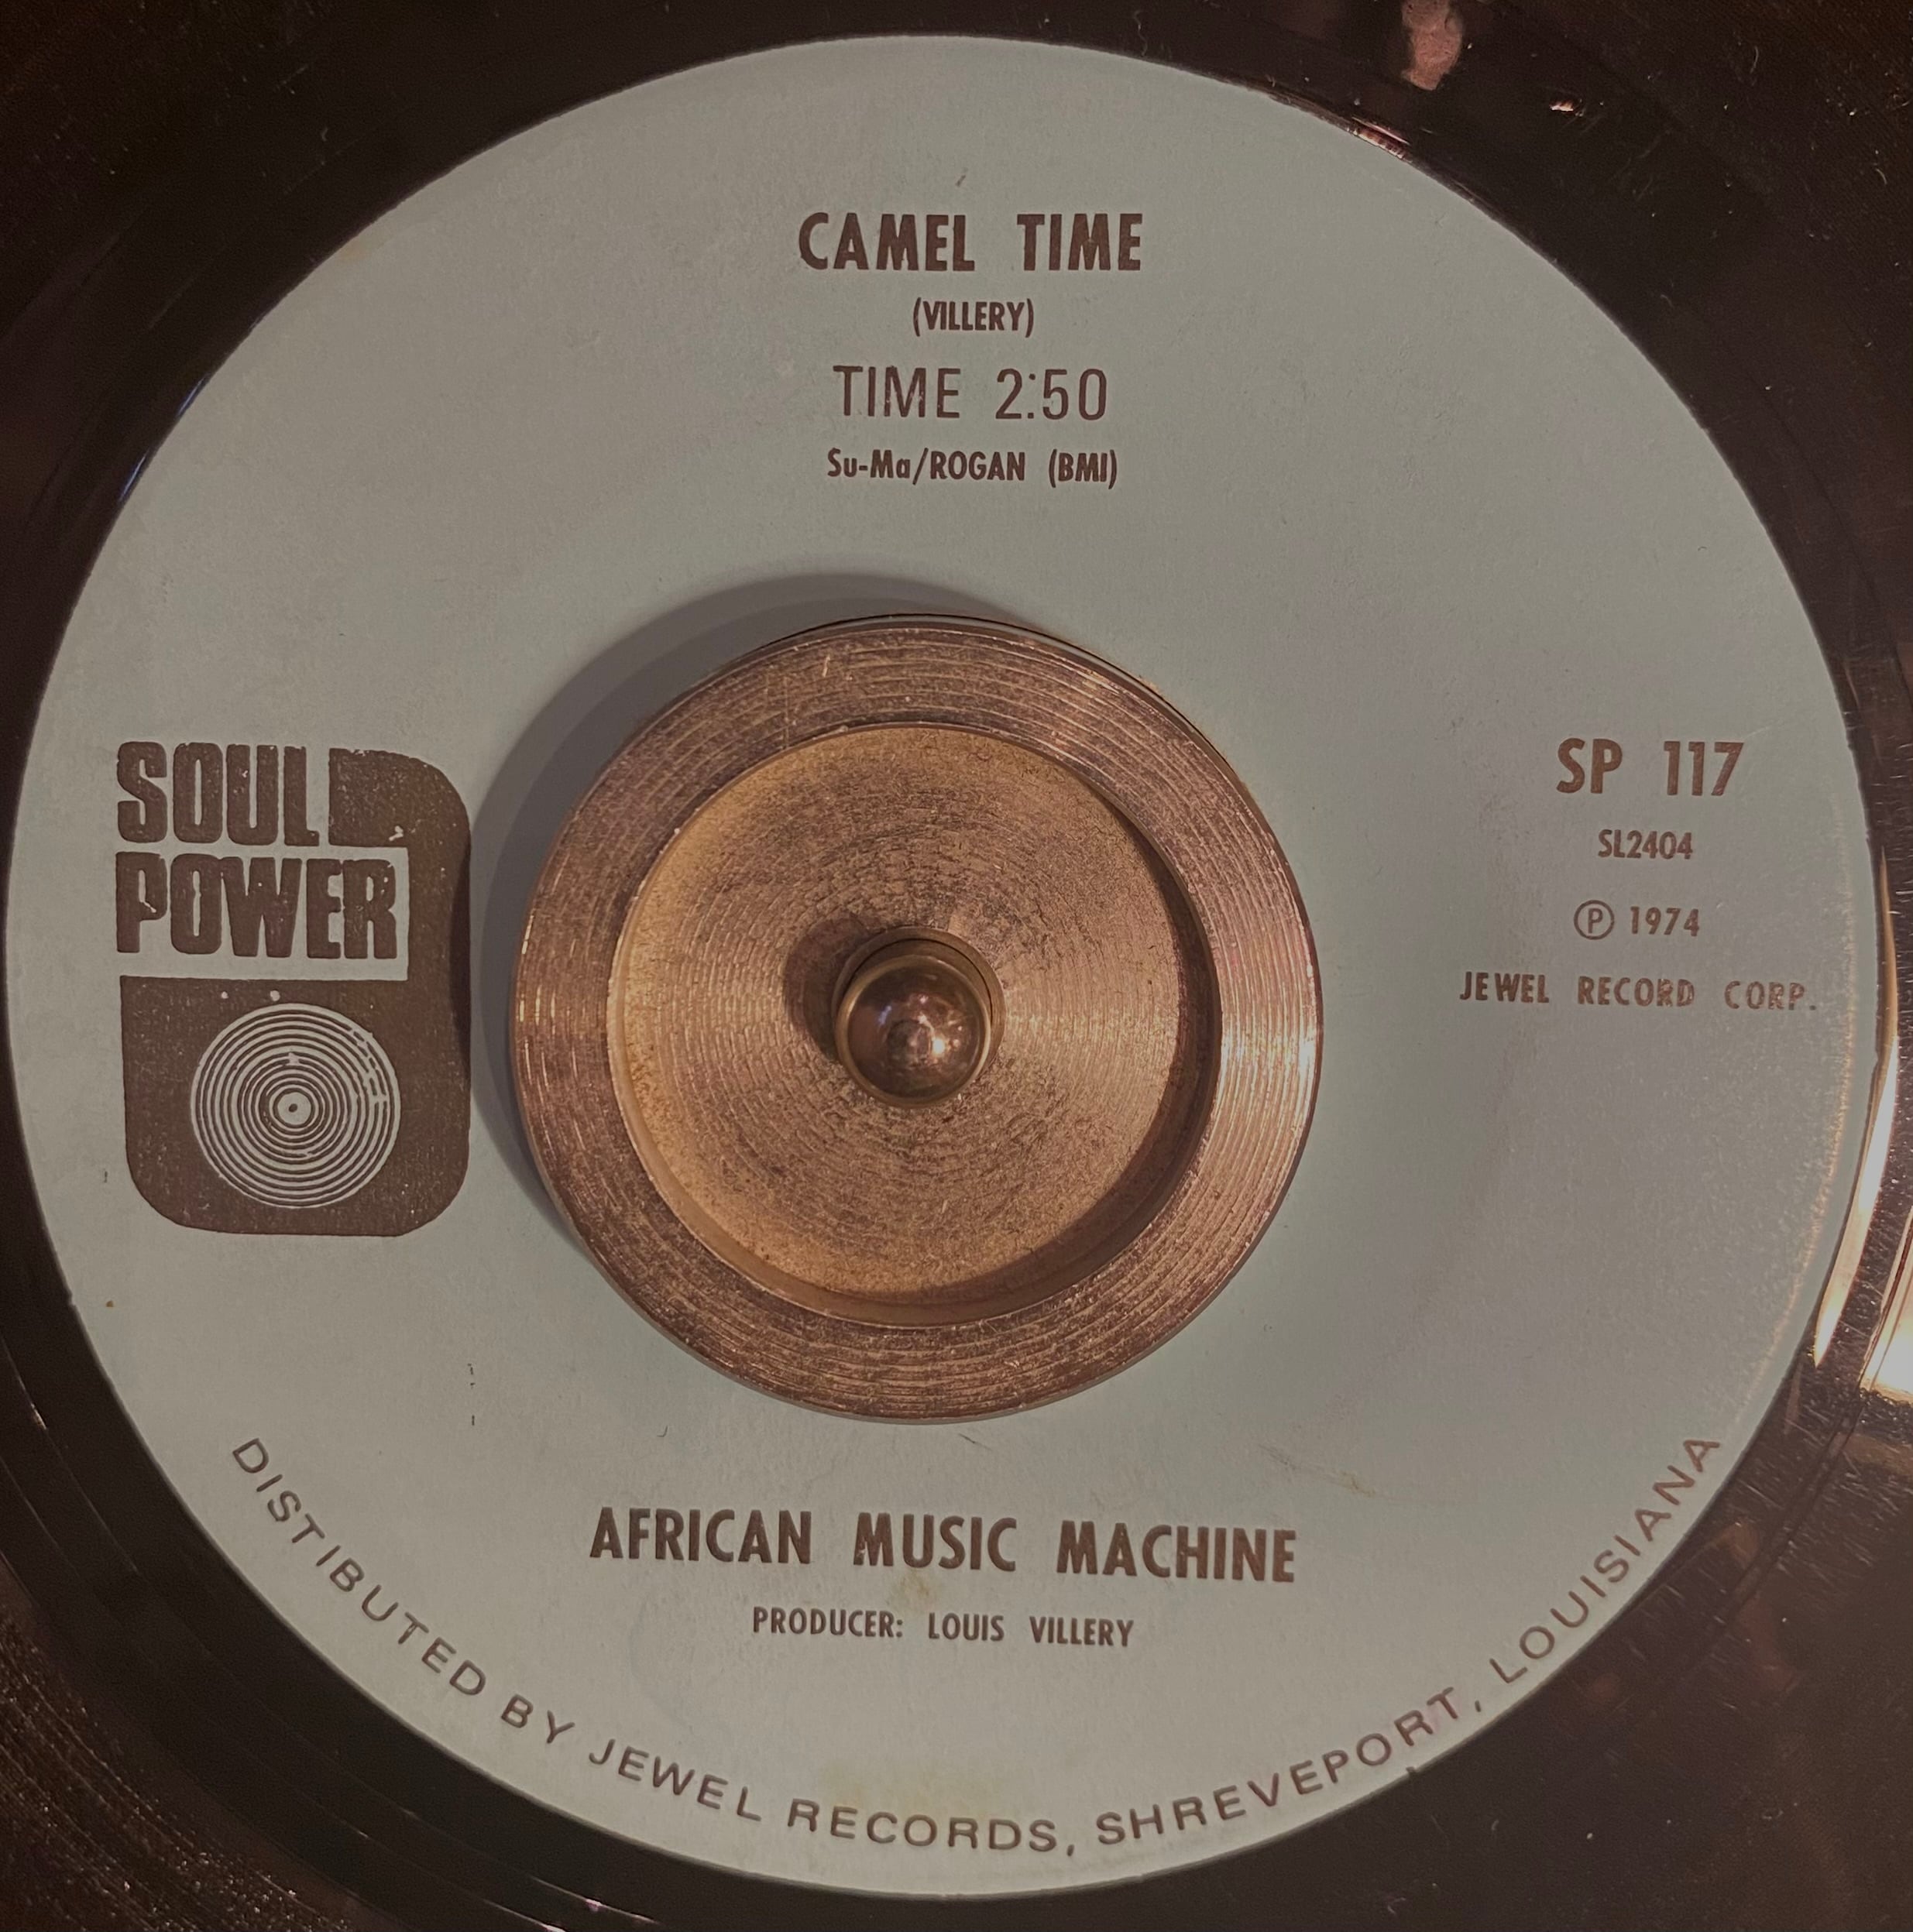 CAMEL TIME
(VILLERY)
TIME 2:50
Su-Ma/ROGAN (BMI)
SOUL
POWER
SP 117
SL2404
Ⓟ 1974
JEWEL RECORD CORP.
AFRICAN MUSIC MACHINE
PRODUCER: LOUIS VILLERY
DISTIBUTED BY JEWEL RECORDS, SHREVEPORT, LOUISIANA